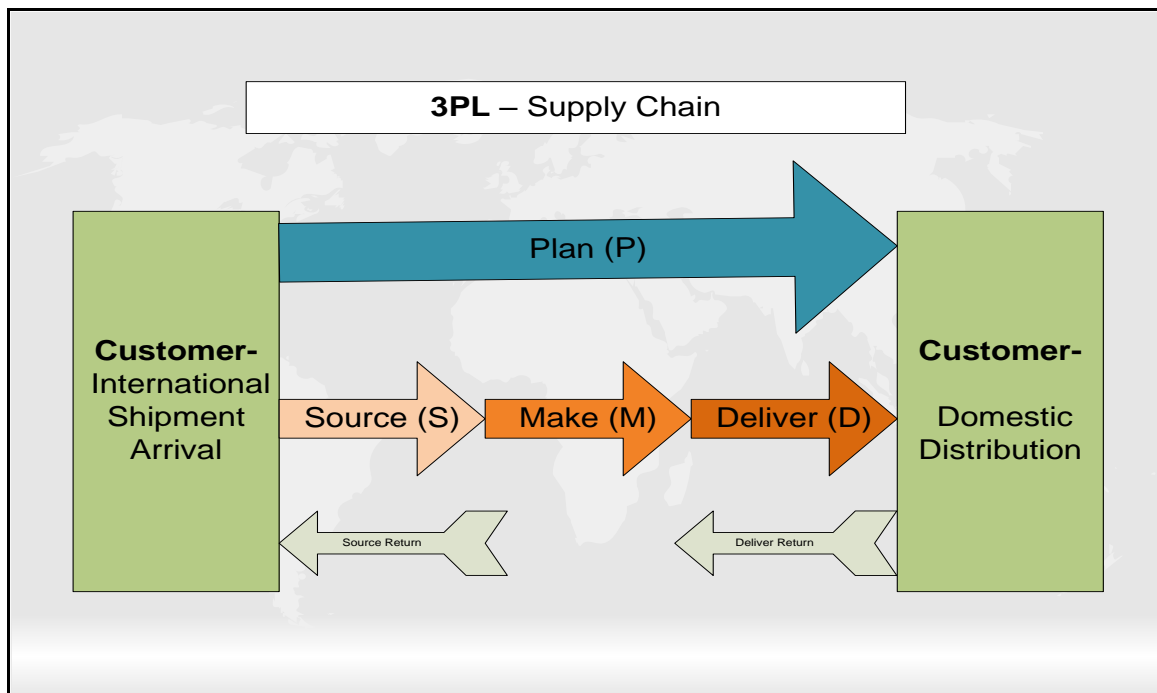 3PL – Supply Chain
Plan (P)
Customer-
International
Shipment
Arrival
Source (S)
Make (M)
Deliver (D)
Customer-
Domestic
Distribution
Source Return
Deliver Return